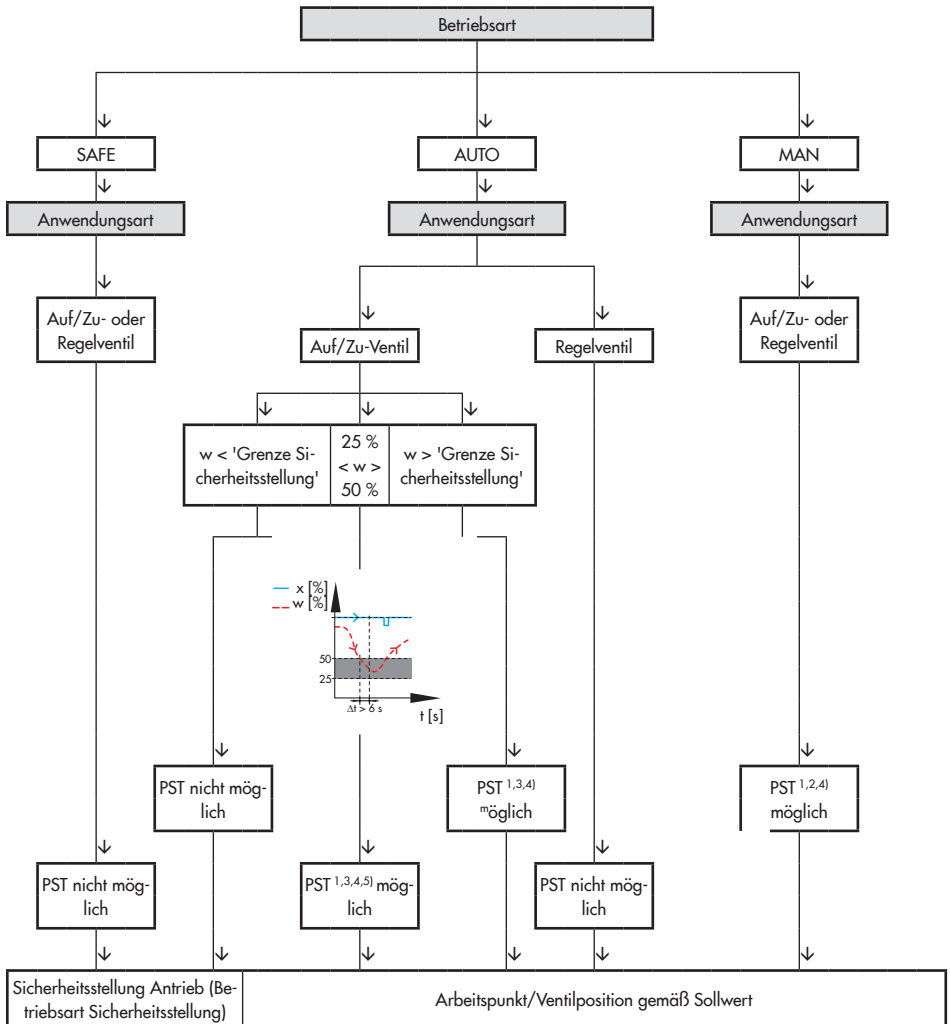 Betriebsart
SAFE
AUTO
MAN
Anwendungsart
Anwendungsart
Anwendungsart
Auf/Zu- oder
Regelventil
Auf/Zu-Ventil
Regelventil
Auf/Zu- oder
Regelventil
w < 'Grenze Si-
cherheitsstellung'
25 %
< w >
50 %
w > 'Grenze Si-
cherheitsstellung'
x [%]
w [%]
50
25
Δt > 6 s
t [s]
PST nicht mög-
lich
PST 1,3,4)
möglich
PST 1,2,4)
möglich
PST nicht mög-
lich
PST 1,3,4,5) mög-
lich
PST nicht mög-
lich
Sicherheitsstellung Antrieb (Be-
triebsart Sicherheitsstellung)
Arbeitspunkt/Ventilposition gemäß Sollwert